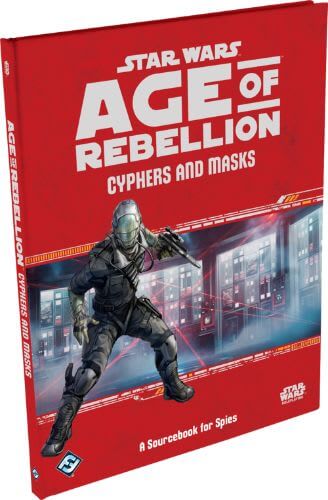 STAR WARS
AGE OF
REBELLION
CYPHERS AND MASKS
A Sourcebook for Spies
STAR
WARS
ROLEPLAYING
AGE OF REBELLION CYPHERS AND MASKS